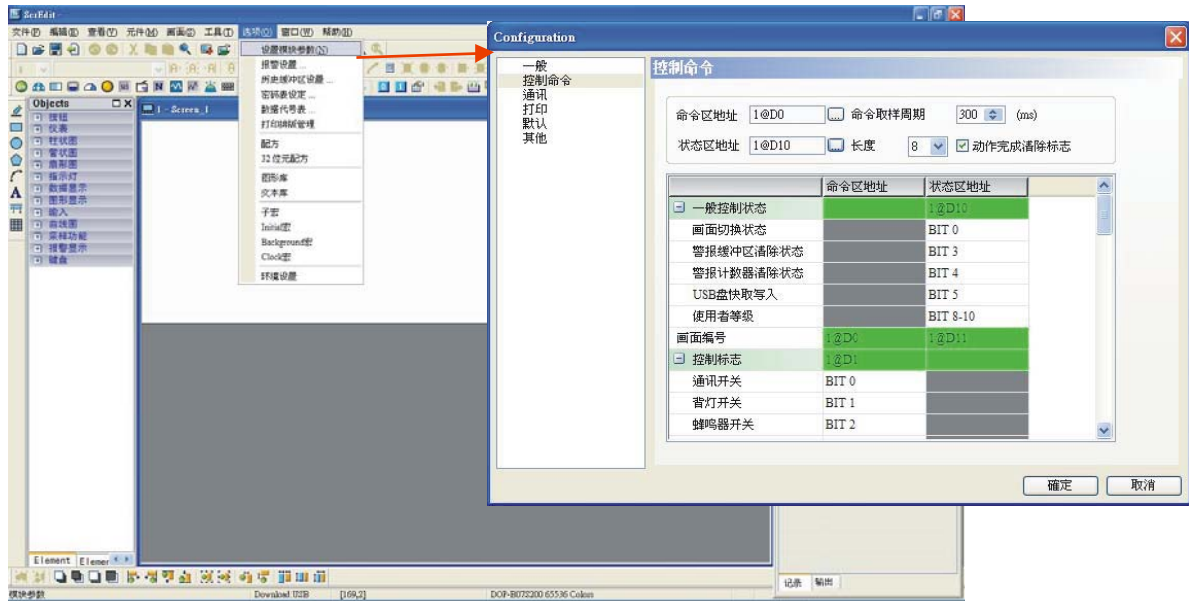 ScrEdit
文件(F) 编辑(E) 查看(V) 元件(M) 画面(S) 工具(T) 选项(O) 窗口(W) 帮助(H)
设置模块参数(N)
报警设置 ...
历史缓冲区设置 ...
密码表设定 ...
数据代号表 ...
打印排版管理
配方
32 位元配方
图形库
文本库
子宏
Initial宏
Background宏
Clock宏
环境设置
Objects
按钮
仪表
柱状图
管状图
扇形图
指示灯
数据显示
图形显示
输入
曲线图
采样功能
报警显示
键盘
1 - Screen_1
Element
Elemer
记录 输出
模块参数 Download:USB [169,2] DOP-B07S200 65536 Colors
Configuration
一般
控制命令
通讯
打印
默认
其他
控制命令
命令区地址 1@D0 ... 命令取样周期 300 (ms)
状态区地址 1@D10 ... 长度 8 动作完成清除标志
命令区地址 状态区地址
一般控制状态 1@D10
画面切换状态 BIT 0
警报缓冲区清除状态 BIT 3
警报计数器清除状态 BIT 4
USB盘快取写入 BIT 5
使用者等级 BIT 8-10
画面编号 1@D0 1@D11
控制标志 1@D1
通讯开关 BIT 0
背灯开关 BIT 1
蜂鸣器开关 BIT 2
確定 取消